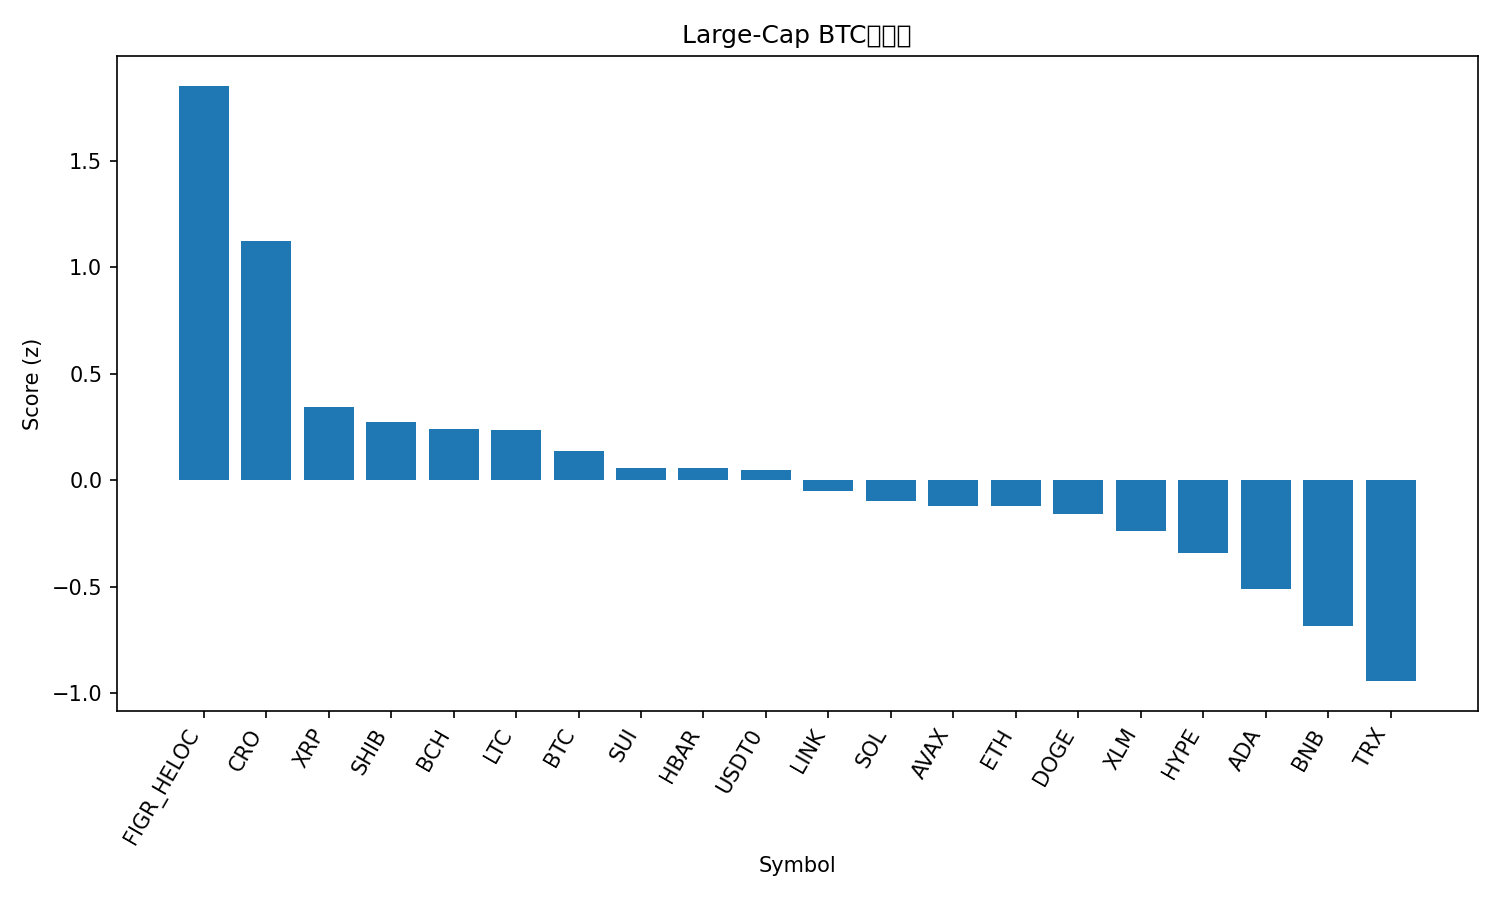 Large-Cap BTC
Score (z)
1.5
1.0
0.5
0.0
−0.5
−1.0
FIGR_HELOC
CRO
XRP
SHIB
BCH
LTC
BTC
SUI
HBAR
USDT0
LINK
SOL
AVAX
ETH
DOGE
XLM
HYPE
ADA
BNB
TRX
Symbol